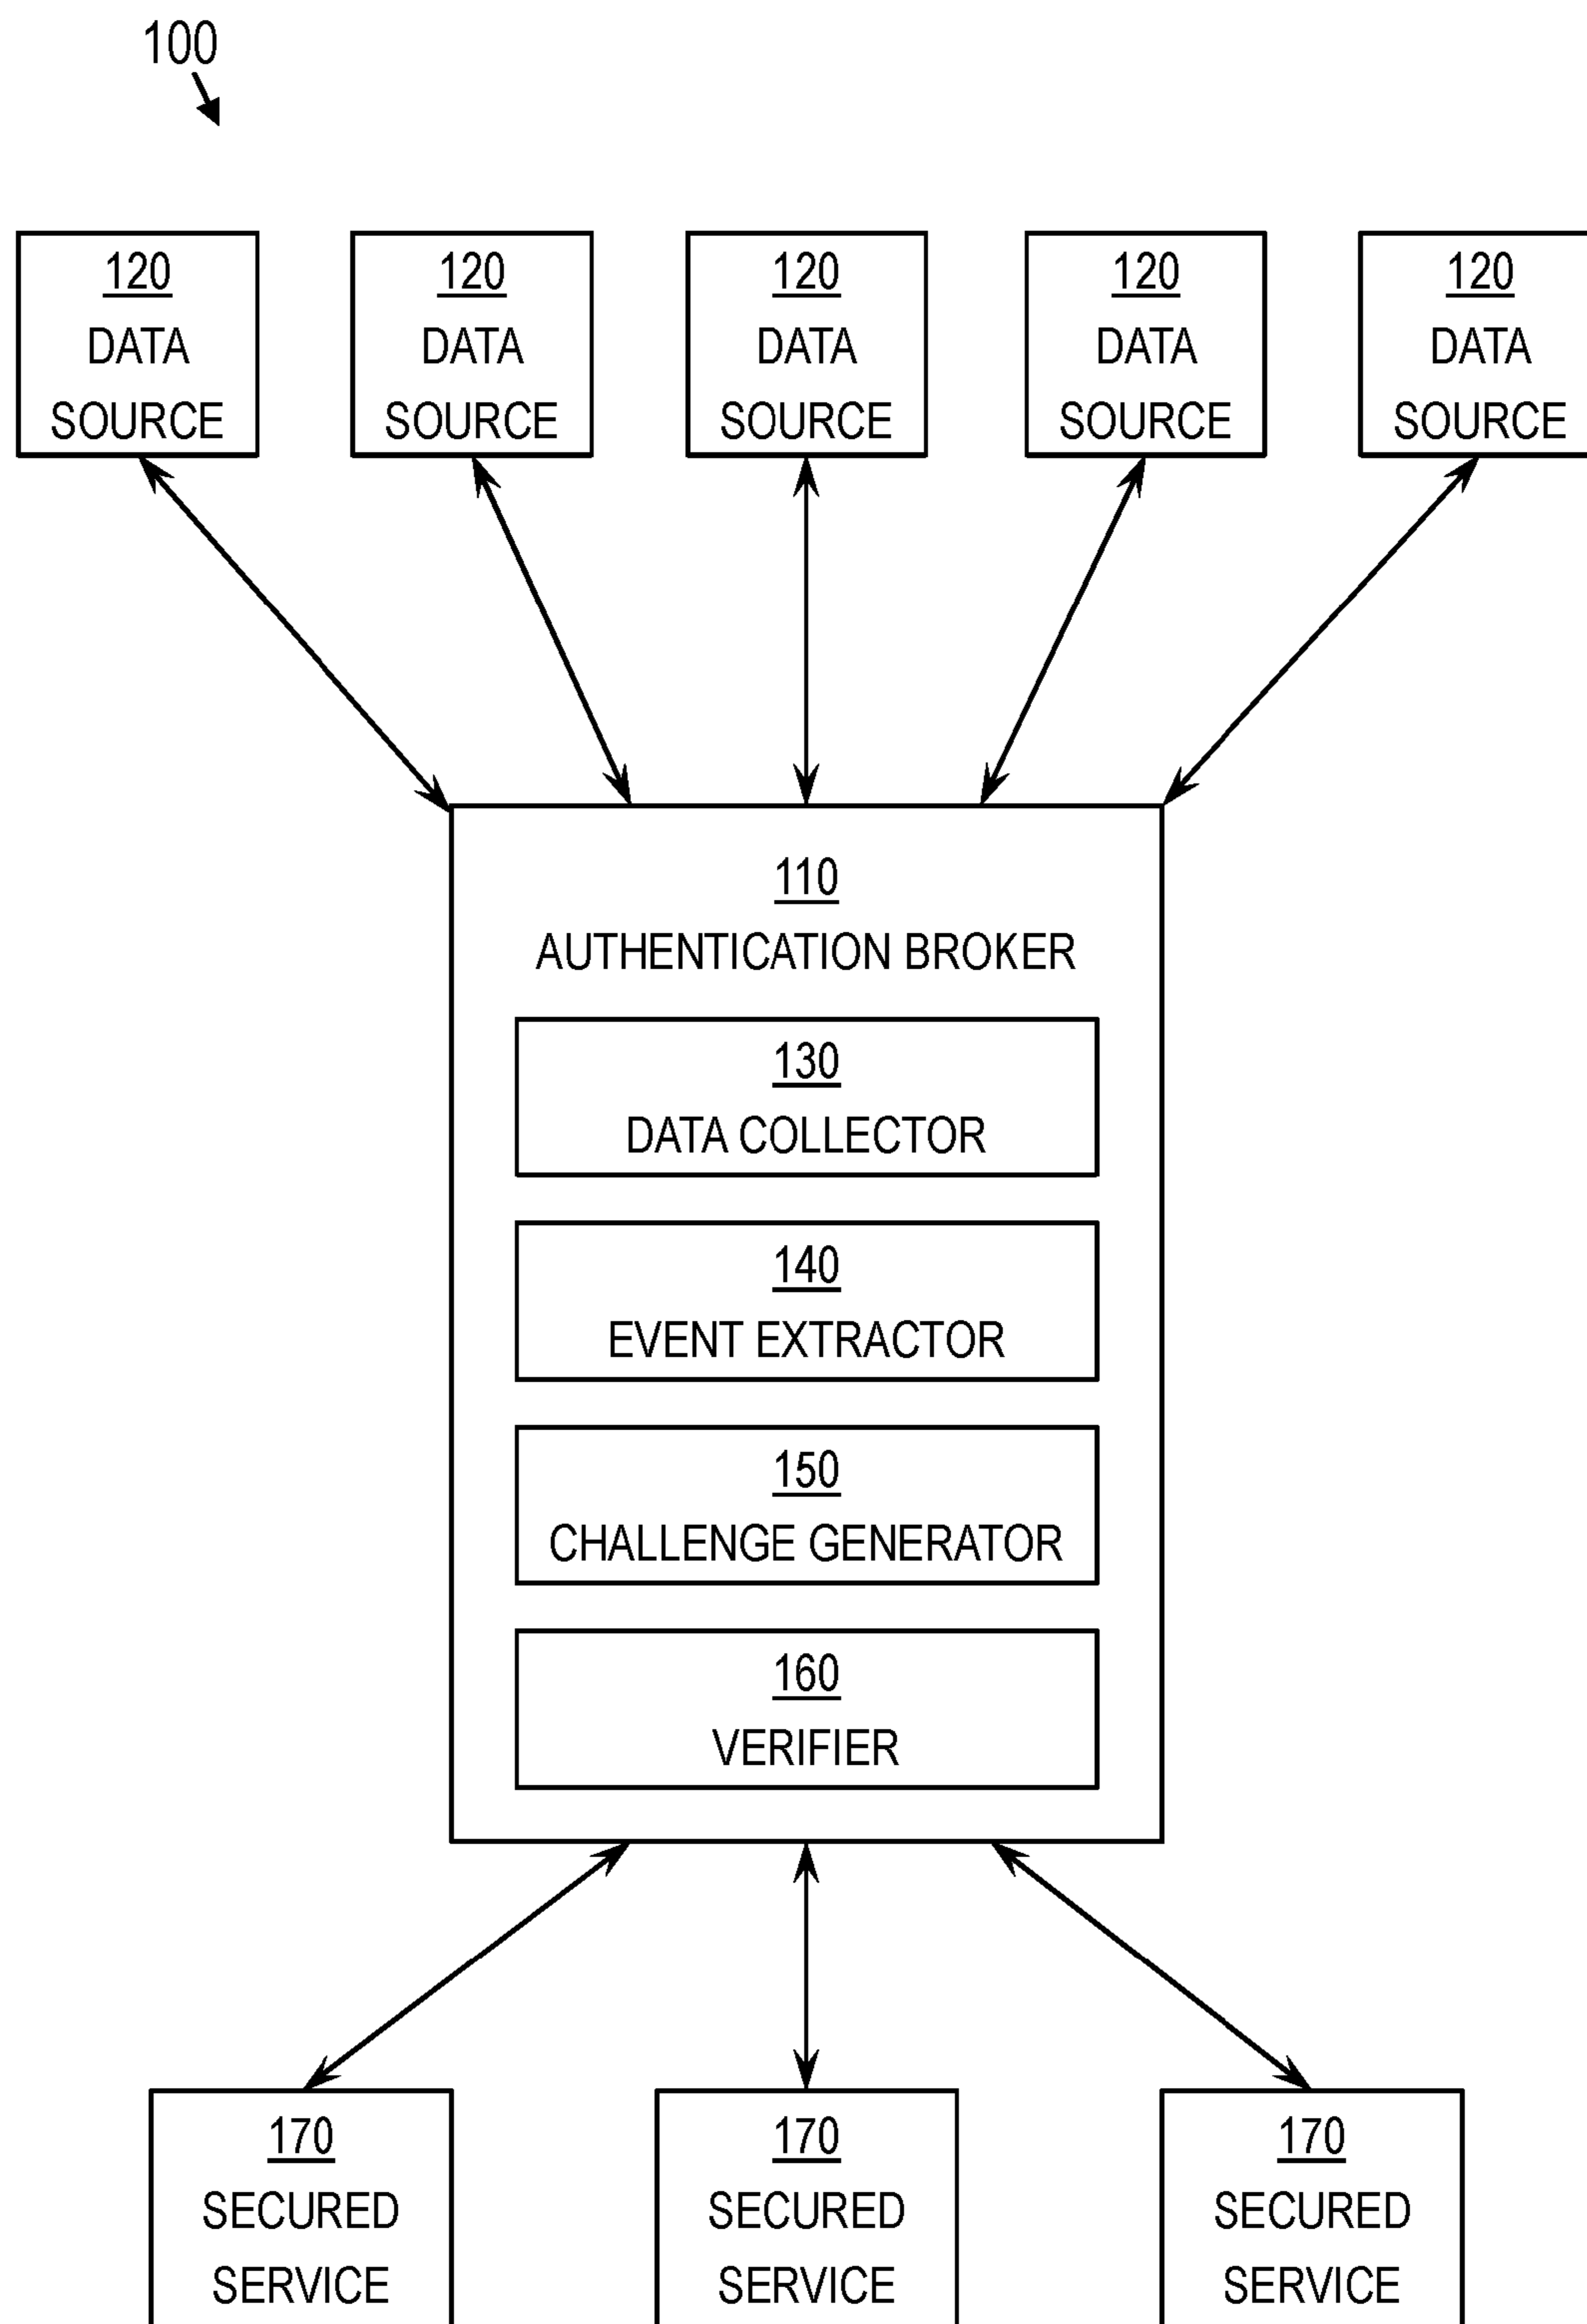 100
120 120 120 120 120
DATA DATA DATA DATA DATA
SOURCE SOURCE SOURCE SOURCE SOURCE
110
AUTHENTICATION BROKER
130
DATA COLLECTOR
140
EVENT EXTRACTOR
150
CHALLENGE GENERATOR
160
VERIFIER
170 170 170
SECURED SECURED SECURED
SERVICE SERVICE SERVICE